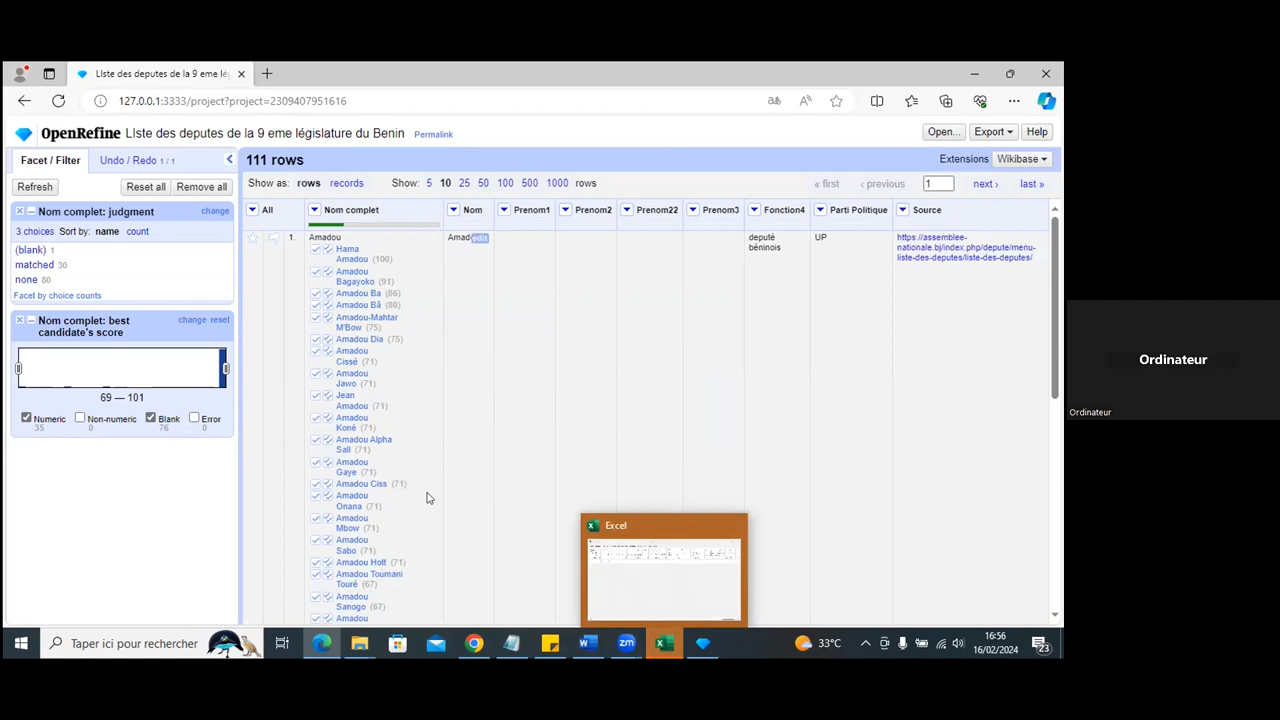 LIste des deputes de la 9 eme lég
127.0.0.1:3333/project?project=2309407951616
OpenRefine LIste des deputes de la 9 eme législature du Benin Permalink
Open... Export Help
Facet / Filter Undo / Redo 1 / 1
111 rows
Extensions Wikibase
Refresh Reset all Remove all
Show as: rows records Show: 5 10 25 50 100 500 1000 rows
« first ‹ previous 1 next › last »
Nom complet: judgment change
3 choices Sort by: name count
(blank) 1
matched 30
none 80
Facet by choice counts
Nom complet: best
candidate's score
change reset
69 — 101
Numeric
35
Non-numeric
0
Blank
76
Error
0
All Nom complet Nom Prenom1 Prenom2 Prenom22 Prenom3 Fonction4 Parti Politique Source
1.
Amadou
Hama
Amadou (100)
Amadou
Bagayoko (91)
Amadou Ba (86)
Amadou Bâ (80)
Amadou-Mahtar
M'Bow (75)
Amadou Dia (75)
Amadou
Cissé (71)
Amadou
Jawo (71)
Jean
Amadou (71)
Amadou
Koné (71)
Amadou Alpha
Sall (71)
Amadou
Gaye (71)
Amadou Ciss (71)
Amadou
Onana (71)
Amadou
Mbow (71)
Amadou
Sabo (71)
Amadou Hott (71)
Amadou Toumani
Touré (67)
Amadou
Sanogo (67)
Amadou
Amad edit
deputé
béninois
UP
https://assemblee-
nationale.bj/index.php/depute/menu-
liste-des-deputes/liste-des-deputes/
Excel
Taper ici pour rechercher
33°C
16:56
16/02/2024
23
Ordinateur
Ordinateur